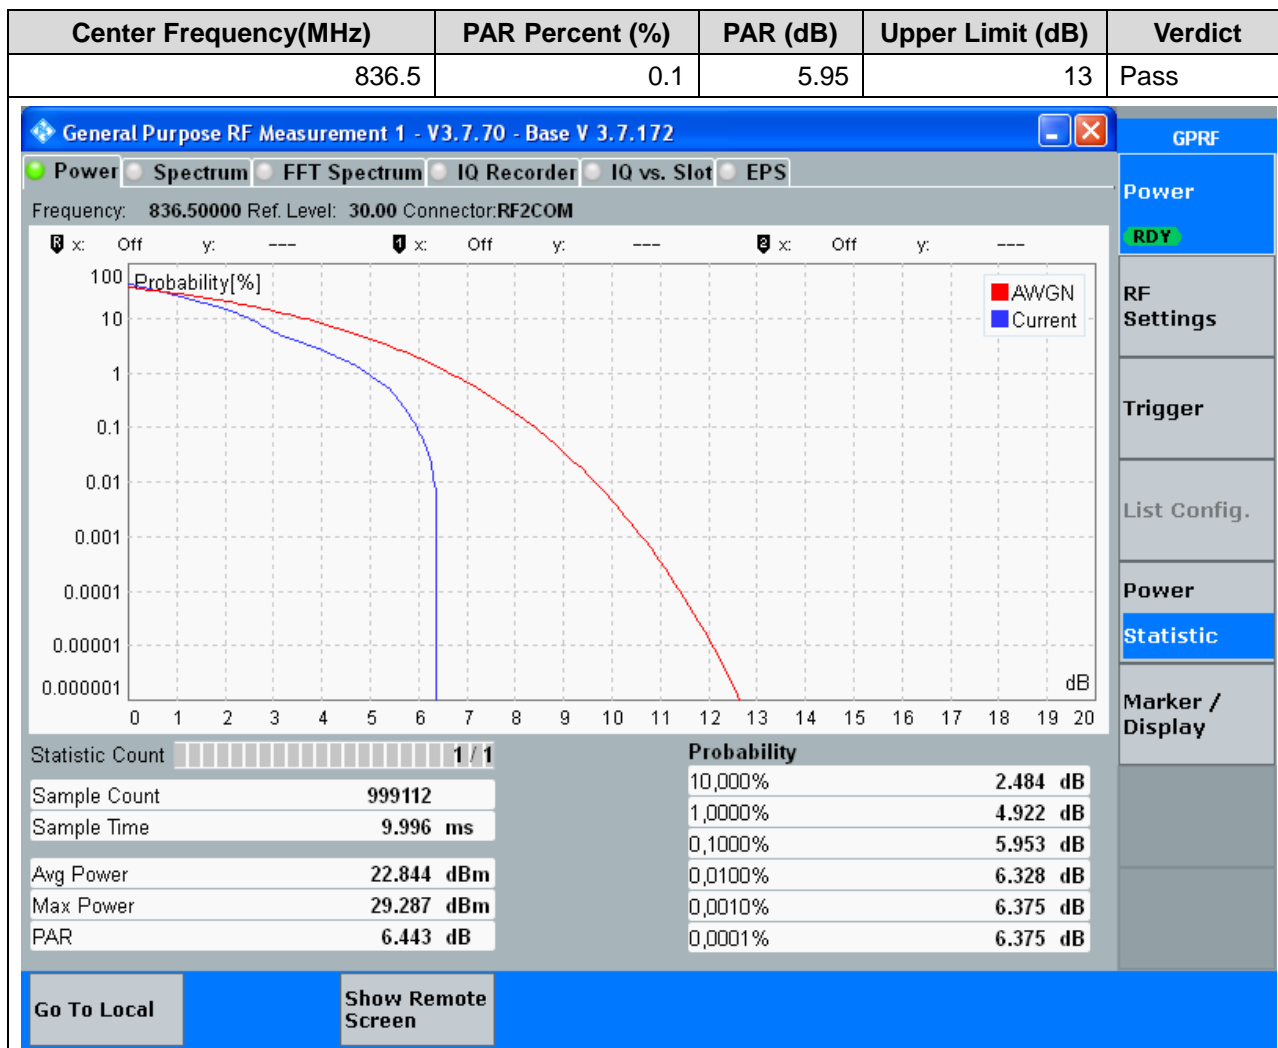 Center Frequency(MHz) PAR Percent (%) PAR (dB) Upper Limit (dB) Verdict
836.5 0.1 5.95 13 Pass
General Purpose RF Measurement 1 - V3.7.70 - Base V 3.7.172
GPRF
Power Spectrum FFT Spectrum IQ Recorder IQ vs. Slot EPS
Frequency: 836.50000 Ref. Level: 30.00 Connector:RF2COM
R x: Off y: --- 1 x: Off y: --- 2 x: Off y: ---
Probability[%]
100
10
1
0.1
0.01
0.001
0.0001
0.00001
0.000001
AWGN
Current
dB
0 1 2 3 4 5 6 7 8 9 10 11 12 13 14 15 16 17 18 19 20
Statistic Count 1 / 1
Sample Count 999112
Sample Time 9.996 ms
Avg Power 22.844 dBm
Max Power 29.287 dBm
PAR 6.443 dB
Probability
10,000% 2.484 dB
1,0000% 4.922 dB
0,1000% 5.953 dB
0,0100% 6.328 dB
0,0010% 6.375 dB
0,0001% 6.375 dB
Power
RDY
RF
Settings
Trigger
List Config.
Power
Statistic
Marker /
Display
Go To Local
Show Remote
Screen